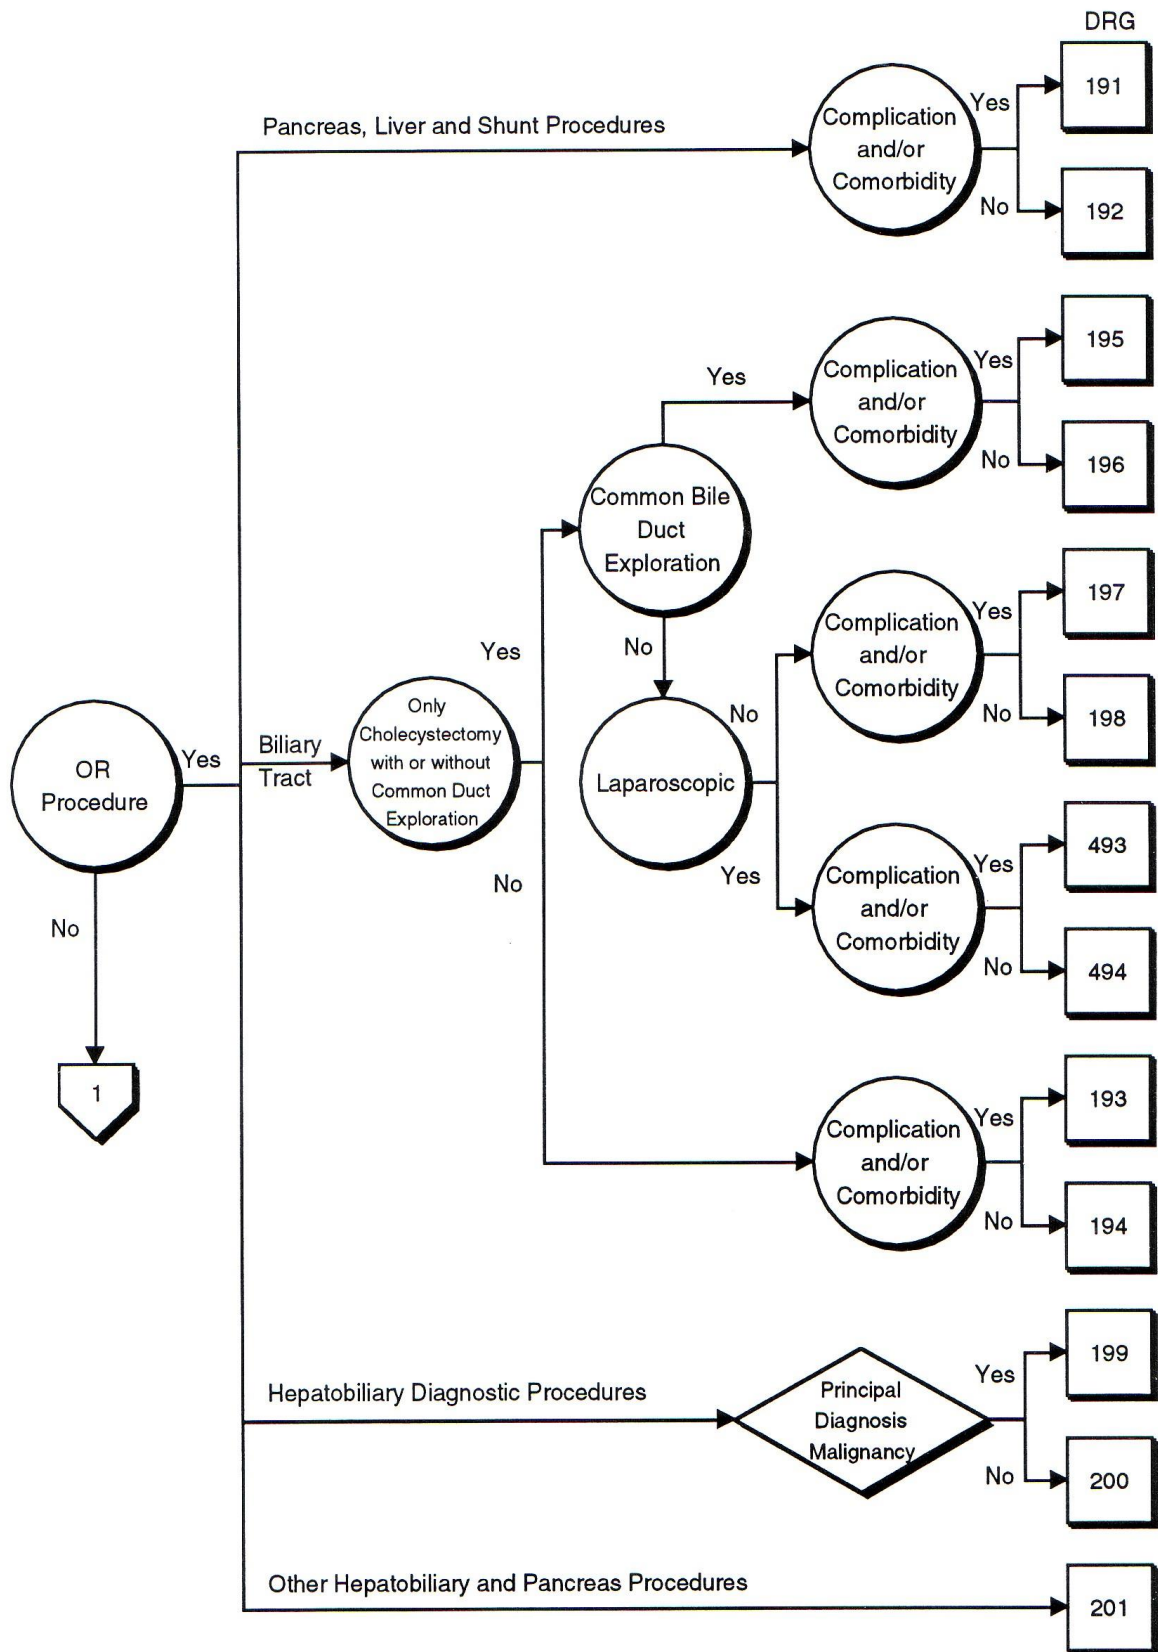 DRG
Pancreas, Liver and Shunt Procedures
Complication
and/or
Comorbidity
Yes
191
No
192
Yes
Complication
and/or
Comorbidity
Yes
195
No
196
Common Bile
Duct
Exploration
No
Yes
Complication
and/or
Comorbidity
Yes
197
No
198
OR
Procedure
Yes
Biliary
Tract
Only
Cholecystectomy
with or without
Common Duct
Exploration
Laparoscopic
No
Yes
No
Complication
and/or
Comorbidity
Yes
493
No
494
No
1
Complication
and/or
Comorbidity
Yes
193
No
194
Hepatobiliary Diagnostic Procedures
Principal
Diagnosis
Malignancy
Yes
199
No
200
Other Hepatobiliary and Pancreas Procedures
201